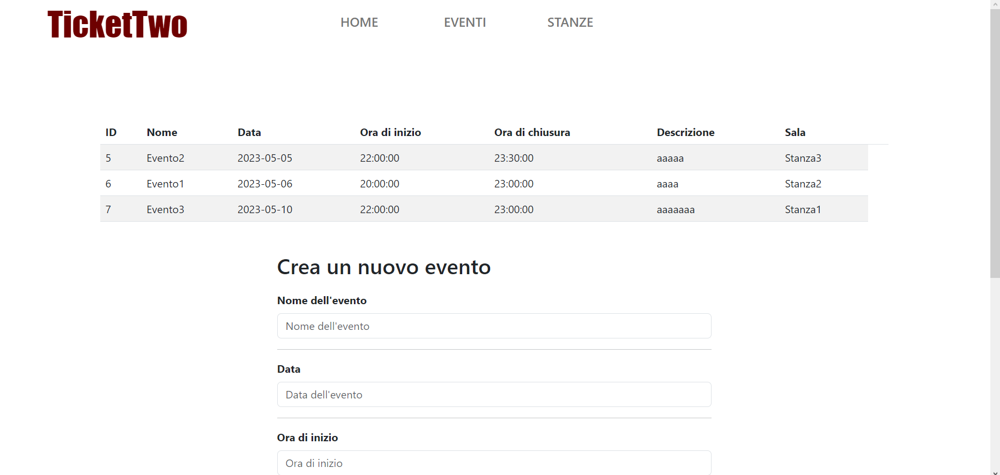 TicketTwo HOME EVENTI STANZE
ID Nome Data Ora di inizio Ora di chiusura Descrizione Sala
5 Evento2 2023-05-05 22:00:00 23:30:00 aaaaa Stanza3
6 Evento1 2023-05-06 20:00:00 23:00:00 aaaa Stanza2
7 Evento3 2023-05-10 22:00:00 23:00:00 aaaaaaa Stanza1
Crea un nuovo evento
Nome dell'evento
Nome dell'evento
Data
Data dell'evento
Ora di inizio
Ora di inizio